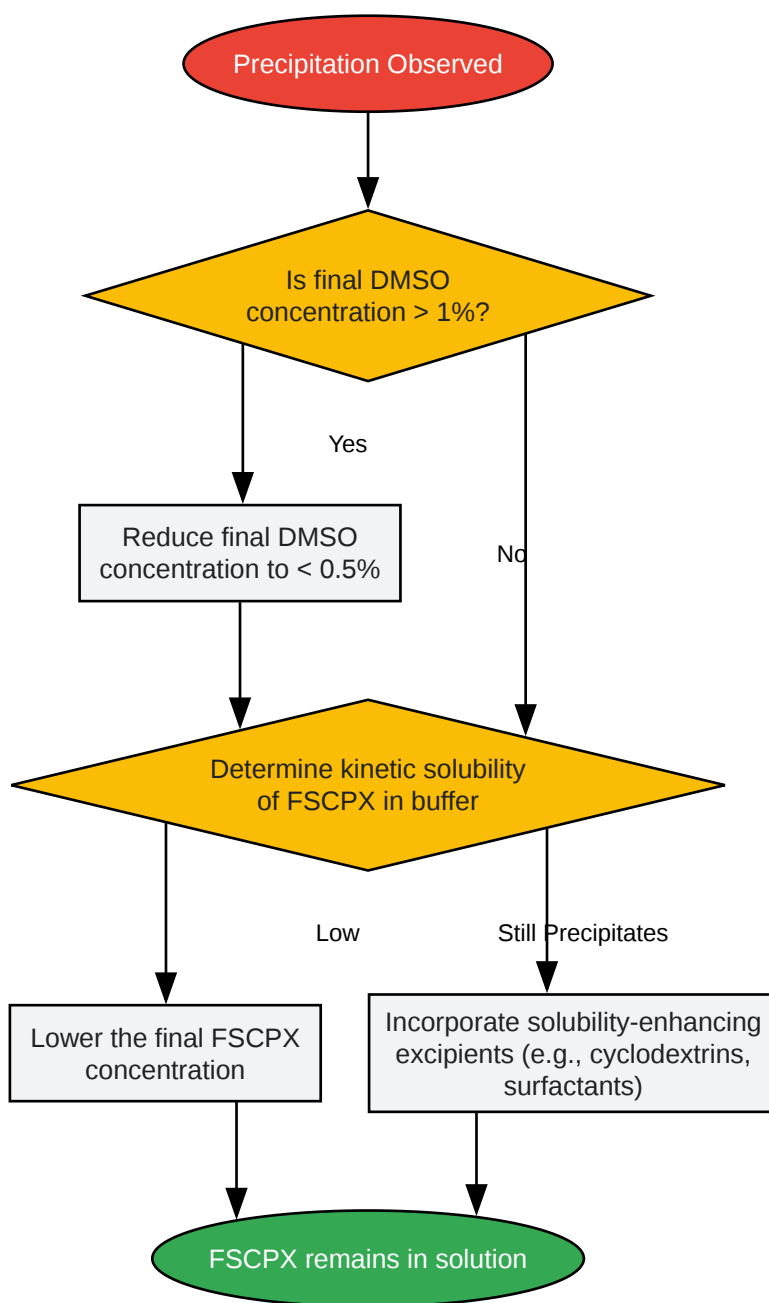 Precipitation Observed
Is final DMSO
concentration > 1%?
Yes
Reduce final DMSO
concentration to < 0.5%
No
Determine kinetic solubility
of FSCPX in buffer
Low
Still Precipitates
Lower the final FSCPX
concentration
Incorporate solubility-enhancing
excipients (e.g., cyclodextrins,
surfactants)
FSCPX remains in solution